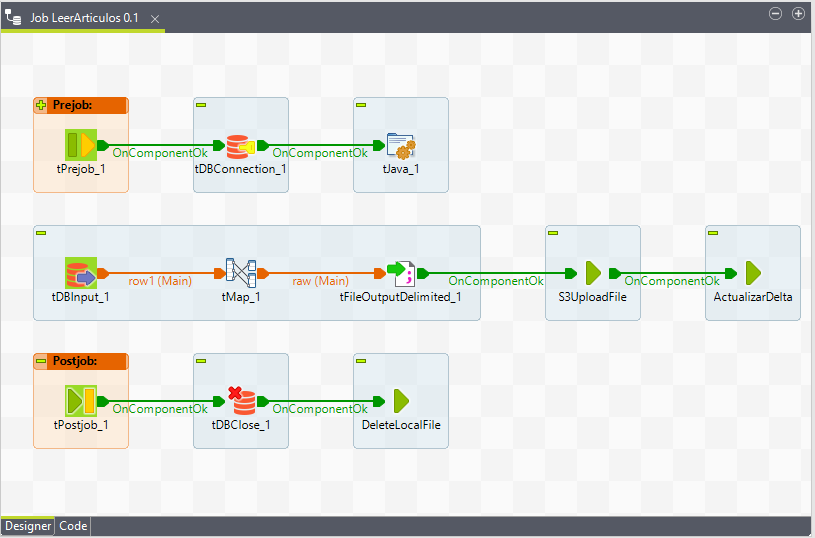 Job LeerArticulos 0.1
Prejob:
OnComponentOk
OnComponentOk
tPrejob_1
tDBConnection_1
tJava_1
row1 (Main)
raw (Main)
OnComponentOk
OnComponentOk
tDBInput_1
tMap_1
tFileOutputDelimited_1
S3UploadFile
ActualizarDelta
Postjob:
OnComponentOk
OnComponentOk
tPostjob_1
tDBClose_1
DeleteLocalFile
Designer
Code